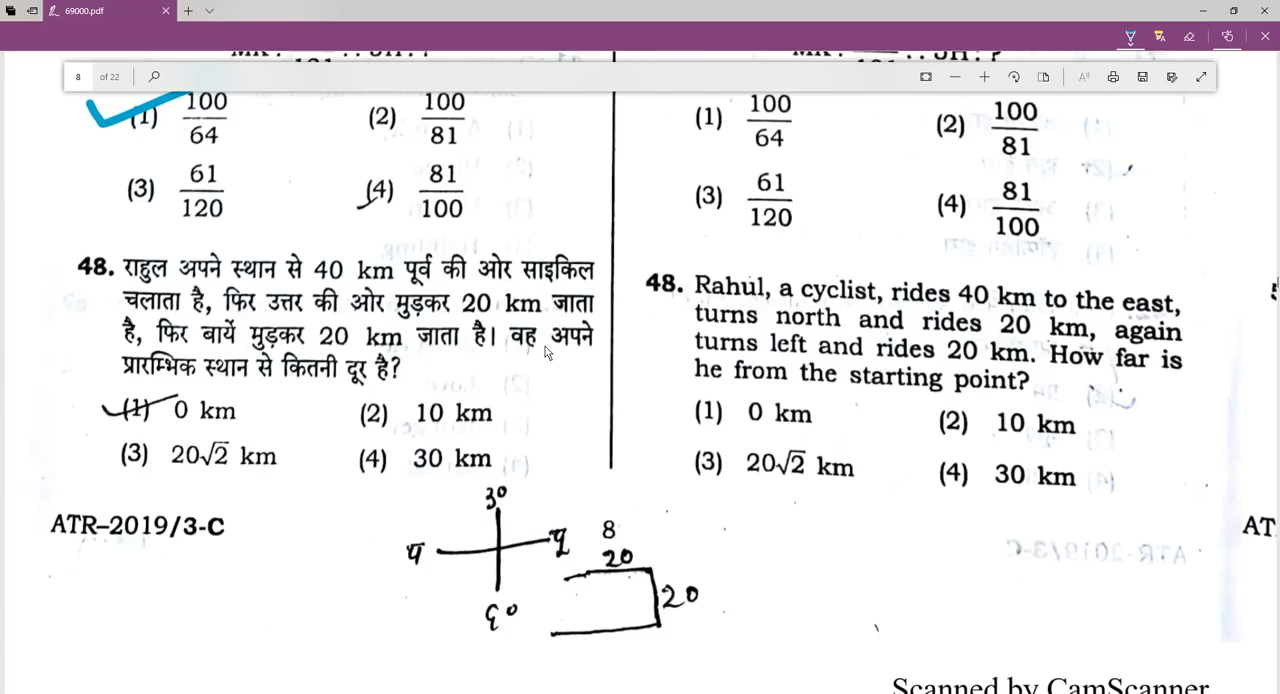 69000.pdf
8 of 22
(1) 100/64 (2) 100/81
(3) 61/120 (4) 81/100
48. राहुल अपने स्थान से 40 km पूर्व की ओर साइकिल
चलाता है, फिर उत्तर की ओर मुड़कर 20 km जाता
है, फिर बायें मुड़कर 20 km जाता है। वह अपने
प्रारम्भिक स्थान से कितनी दूर है?
(1) 0 km (2) 10 km
(3) 20√2 km (4) 30 km
ATR–2019/3-C
(1) 100/64 (2) 100/81
(3) 61/120 (4) 81/100
48. Rahul, a cyclist, rides 40 km to the east,
turns north and rides 20 km, again
turns left and rides 20 km. How far is
he from the starting point?
(1) 0 km (2) 10 km
(3) 20√2 km (4) 30 km
AT
उ०
प
पू
द०
8
20
20
Scanned by CamScanner